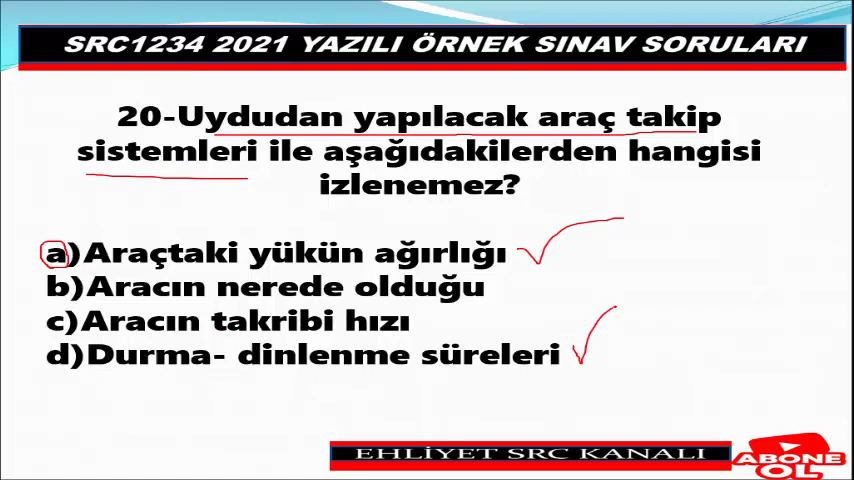 SRC1234 2021 YAZILI ÖRNEK SINAV SORULARI
20-Uydudan yapılacak araç takip
sistemleri ile aşağıdakilerden hangisi
izlenemez?
a)Araçtaki yükün ağırlığı
b)Aracın nerede olduğu
c)Aracın takribi hızı
d)Durma- dinlenme süreleri
EHLİYET SRC KANALI
ABONE
OL